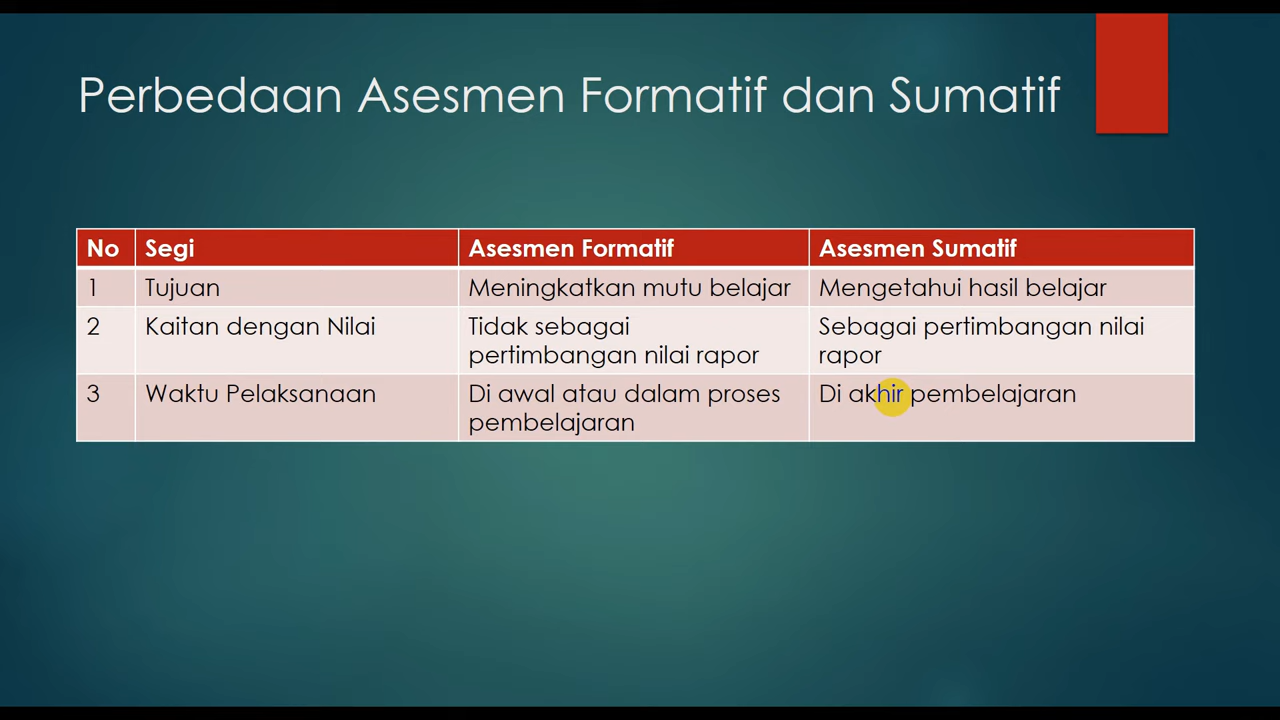 Perbedaan Asesmen Formatif dan Sumatif
No Segi Asesmen Formatif Asesmen Sumatif
1 Tujuan Meningkatkan mutu belajar Mengetahui hasil belajar
2 Kaitan dengan Nilai Tidak sebagai Sebagai pertimbangan nilai
pertimbangan nilai rapor rapor
3 Waktu Pelaksanaan Di awal atau dalam proses Di akhir pembelajaran
pembelajaran